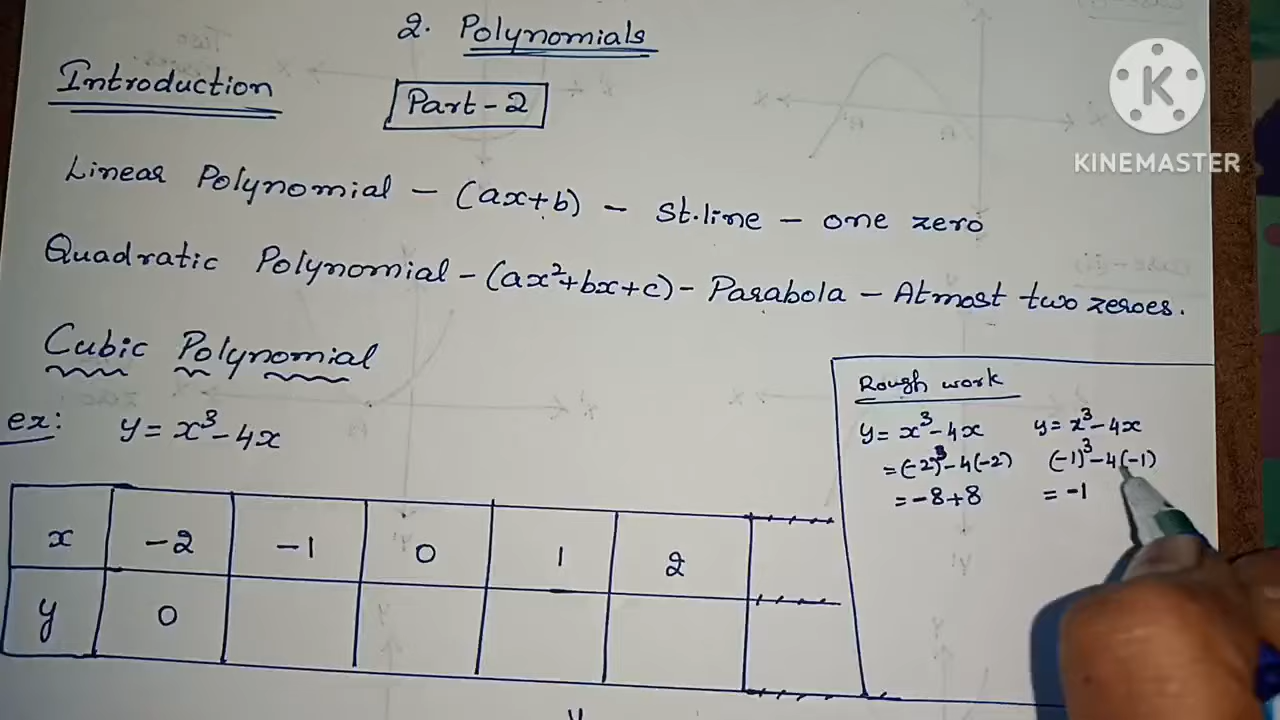 2. Polynomials
Introduction
Part-2
Linear Polynomial - (ax+b) - st.line - one zero
Quadratic Polynomial - (ax²+bx+c) - Parabola - Atmost two zeroes.
Cubic Polynomial
ex: y = x³-4x
x -2 -1 0 1 2
y 0
Rough work
y = x³-4x
= (-2)³-4(-2)
= -8+8
y = x³-4x
(-1)³-4(-1)
= -1
K
KINEMASTER